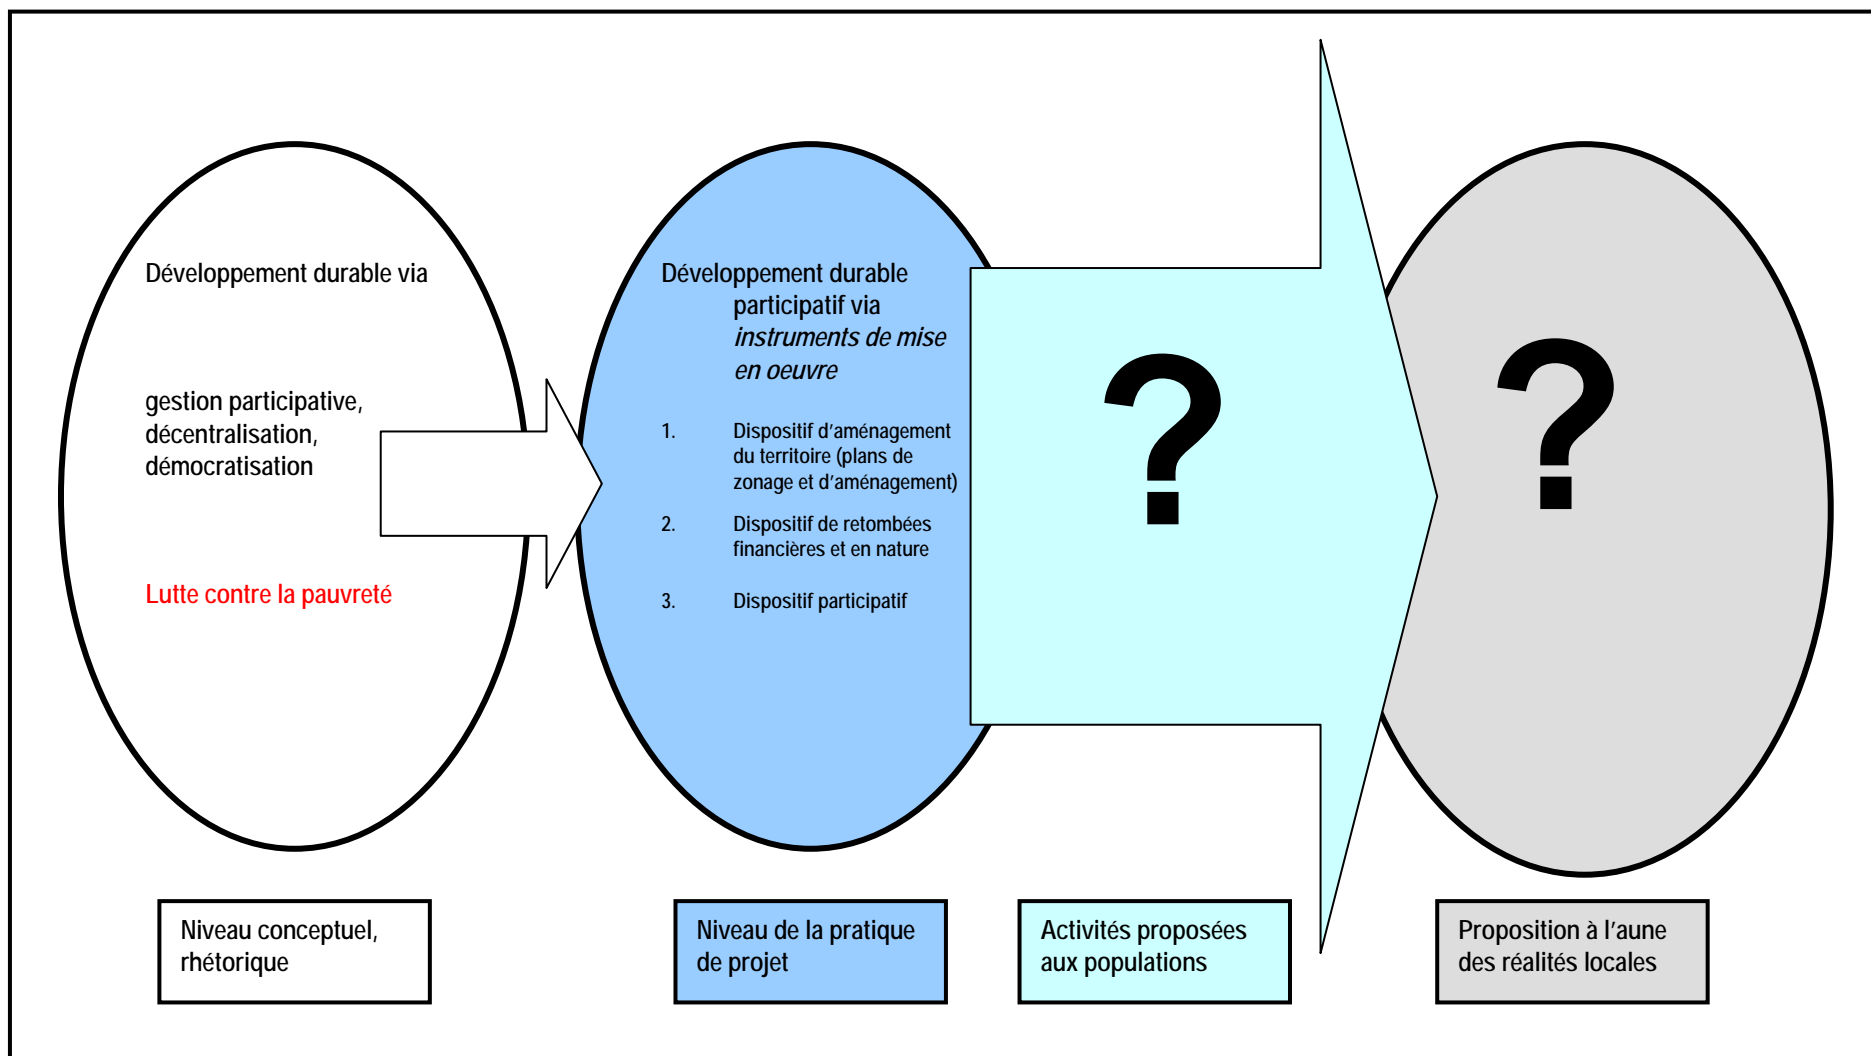 Développement durable via
gestion participative,
décentralisation,
démocratisation
Lutte contre la pauvreté
Développement durable
participatif via
instruments de mise
en oeuvre
1. Dispositif d’aménagement
du territoire (plans de
zonage et d’aménagement)
2. Dispositif de retombées
financières et en nature
3. Dispositif participatif
?
?
Niveau conceptuel,
rhétorique
Niveau de la pratique
de projet
Activités proposées
aux populations
Proposition à l’aune
des réalités locales